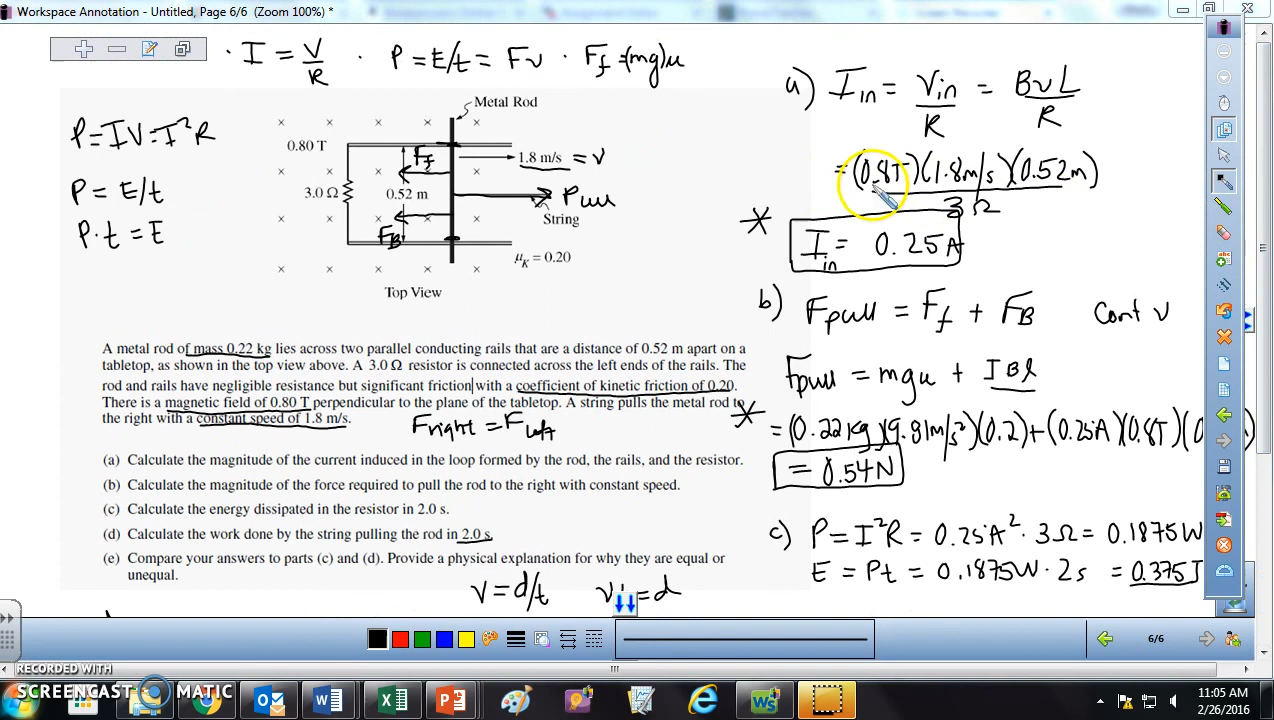 Workspace Annotation - Untitled, Page 6/6 (Zoom 100%) *
· I = V/R · P = E/t = Fv · Ff = (mg)u
P = IV = I²R
P = E/t
P·t = E
Metal Rod
0.80 T
Ff
1.8 m/s = v
3.0 Ω
0.52 m
Pull
String
FB
μK = 0.20
Top View
A metal rod of mass 0.22 kg lies across two parallel conducting rails that are a distance of 0.52 m apart on a
tabletop, as shown in the top view above. A 3.0 Ω resistor is connected across the left ends of the rails. The
rod and rails have negligible resistance but significant friction with a coefficient of kinetic friction of 0.20.
There is a magnetic field of 0.80 T perpendicular to the plane of the tabletop. A string pulls the metal rod to
the right with a constant speed of 1.8 m/s.
Fright = Fleft
(a) Calculate the magnitude of the current induced in the loop formed by the rod, the rails, and the resistor.
(b) Calculate the magnitude of the force required to pull the rod to the right with constant speed.
(c) Calculate the energy dissipated in the resistor in 2.0 s.
(d) Calculate the work done by the string pulling the rod in 2.0 s.
(e) Compare your answers to parts (c) and (d). Provide a physical explanation for why they are equal or
unequal.
v = d/t
= d
a) Iin = Vin/R = BvL/R
= (0.8T)(1.8m/s)(0.52m)
3 Ω
* Iin = 0.25A
b) Fpull = Ff + FB Cont v
Fpull = mgu + IBl
* = (0.22kg)(9.81m/s²)(0.2)+(0.25A)(0.8T)(0
= 0.54N
c) P = I²R = 0.25A² · 3Ω = 0.1875W
E = Pt = 0.1875W · 2s = 0.375J
6/6
RECORDED WITH
SCREENCAST MATIC
11:05 AM
2/26/2016